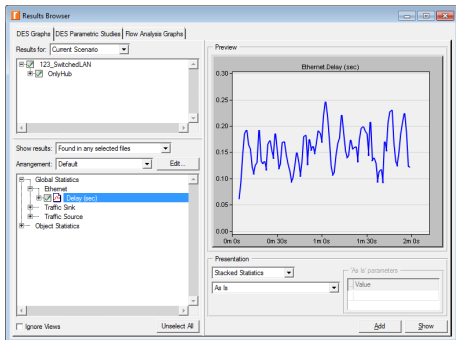 Results Browser
DES Graphs DES Parametric Studies Flow Analysis Graphs
Results for: Current Scenario
123_SwitchedLAN
OnlyHub
Show results: Found in any selected files
Arrangement: Default Edit...
Global Statistics
Ethernet
Delay (sec)
Traffic Sink
Traffic Source
Object Statistics
Ignore Views Unselect All
Preview
Ethernet.Delay (sec)
0.30
0.25
0.20
0.15
0.10
0.05
0.00
0m 0s 0m 30s 1m 0s 1m 30s 2m 0s
Presentation
Stacked Statistics
As Is
'As Is' parameters
Value
Add Show